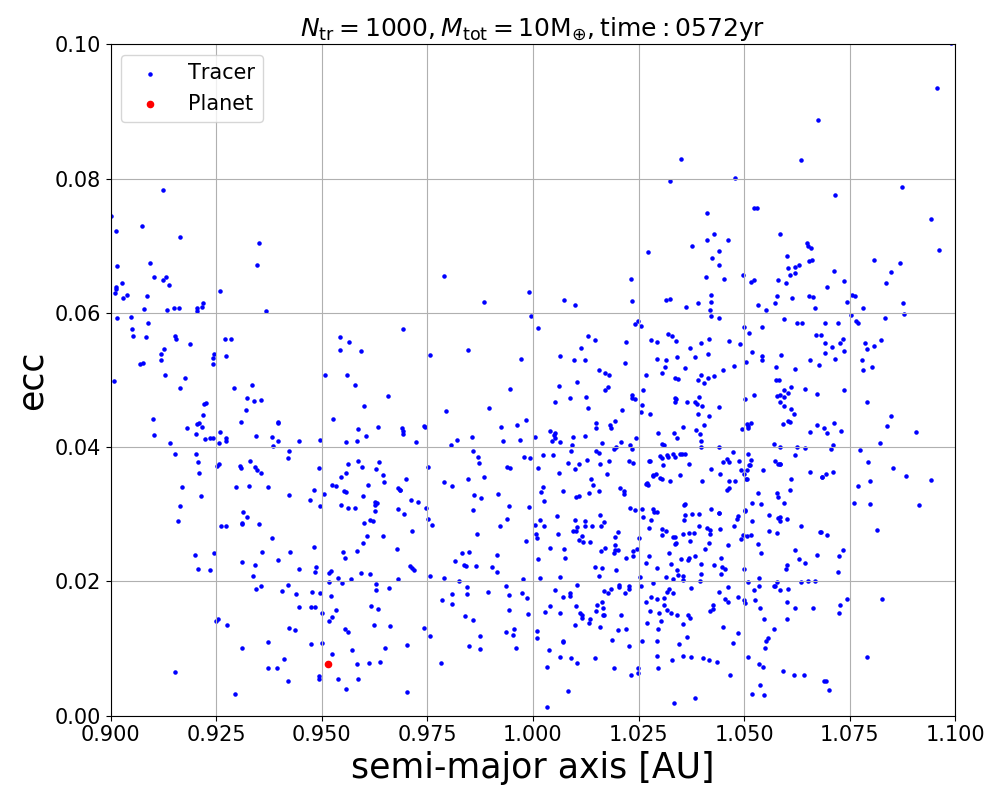 N_tr = 1000, M_tot = 10M_⊕, time : 0572yr
Tracer
Planet
0.10
0.08
0.06
0.04
0.02
0.00
ecc
0.900 0.925 0.950 0.975 1.000 1.025 1.050 1.075 1.100
semi-major axis [AU]